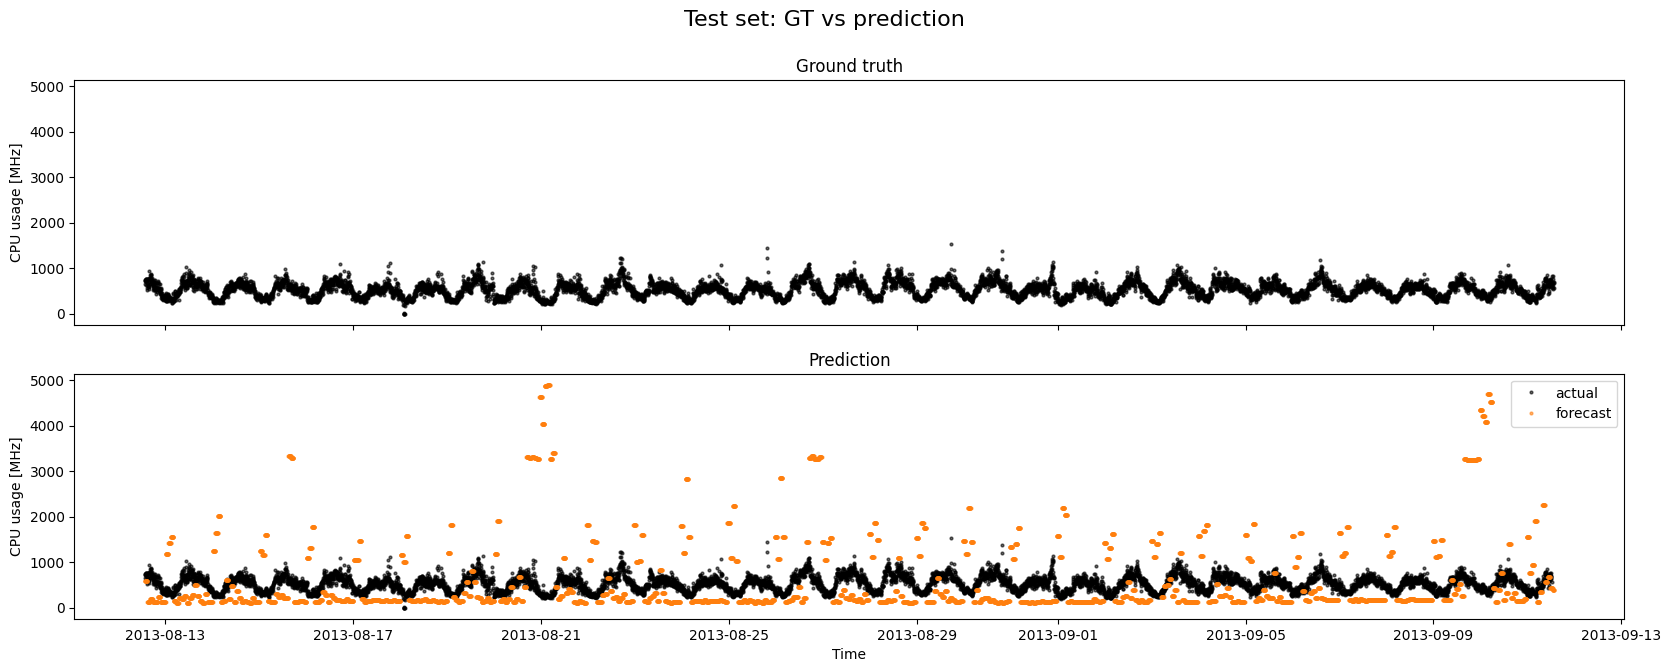 Test set: GT vs prediction
Ground truth
CPU usage [MHz]
5000
4000
3000
2000
1000
0
Prediction
CPU usage [MHz]
5000
4000
3000
2000
1000
0
actual
forecast
2013-08-13 2013-08-17 2013-08-21 2013-08-25 2013-08-29 2013-09-01 2013-09-05 2013-09-09 2013-09-13
Time